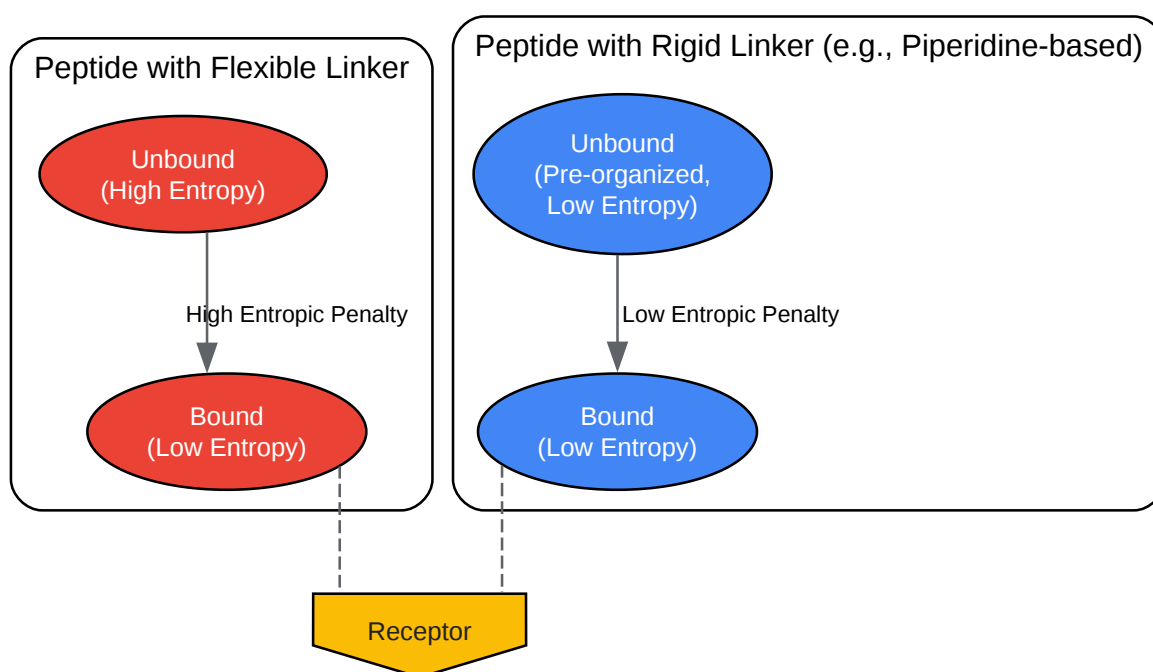 Peptide with Flexible Linker
Unbound
(High Entropy)
High Entropic Penalty
Bound
(Low Entropy)
Peptide with Rigid Linker (e.g., Piperidine-based)
Unbound
(Pre-organized,
Low Entropy)
Low Entropic Penalty
Bound
(Low Entropy)
Receptor